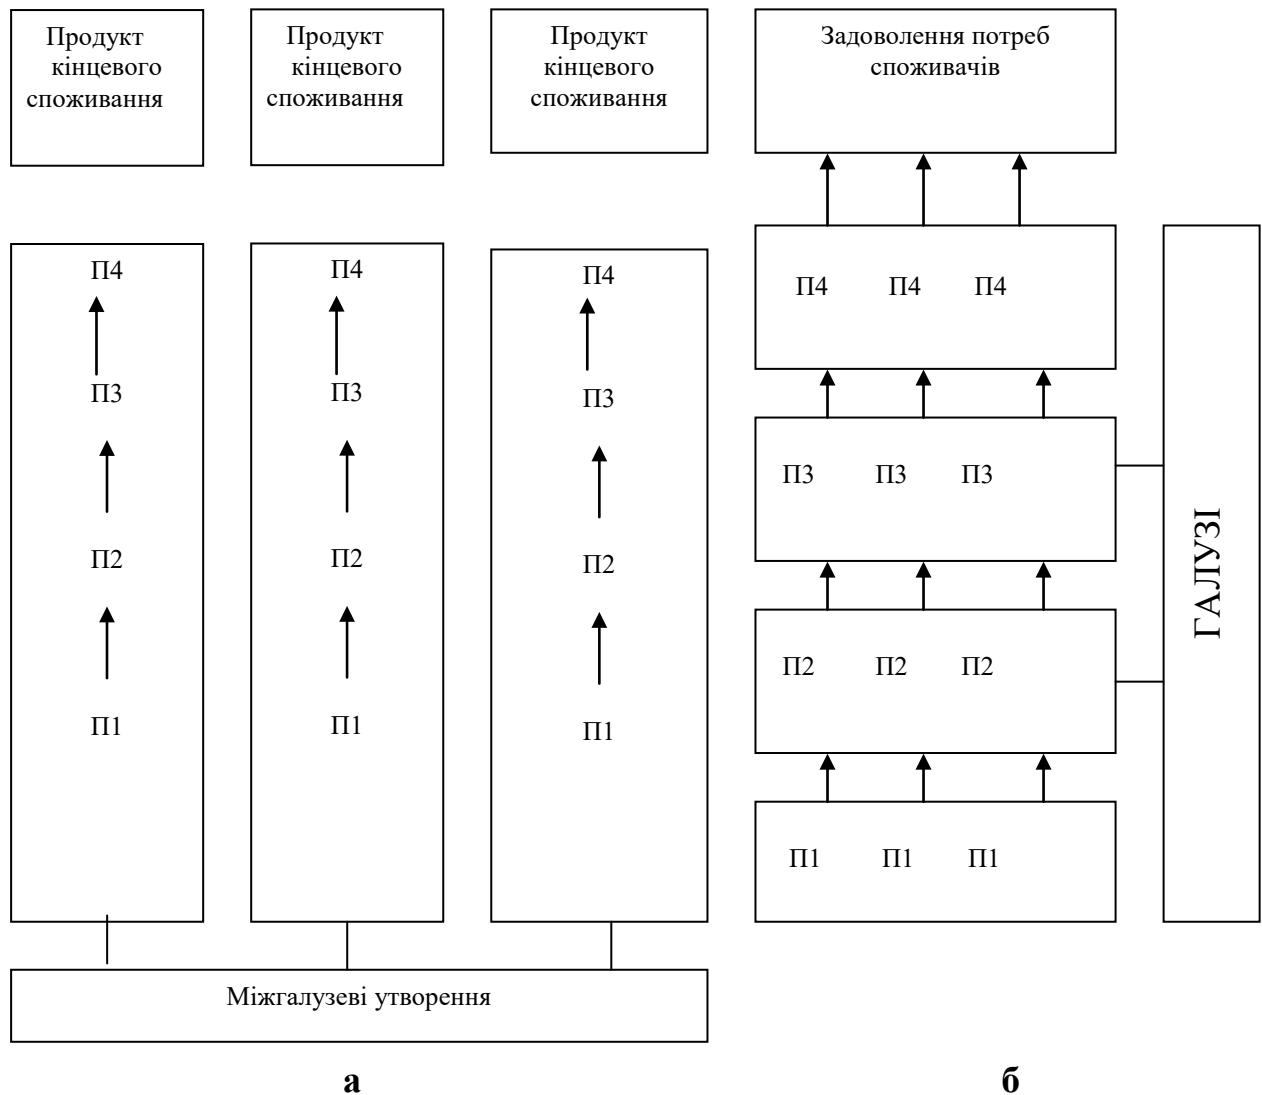 Продукт
кінцевого
споживання
Продукт
кінцевого
споживання
Продукт
кінцевого
споживання
Задоволення потреб
споживачів
П4
П3
П2
П1
П4
П3
П2
П1
П4
П3
П2
П1
П4 П4 П4
П3 П3 П3
П2 П2 П2
П1 П1 П1
ГАЛУЗІ
Міжгалузеві утворення
а
б